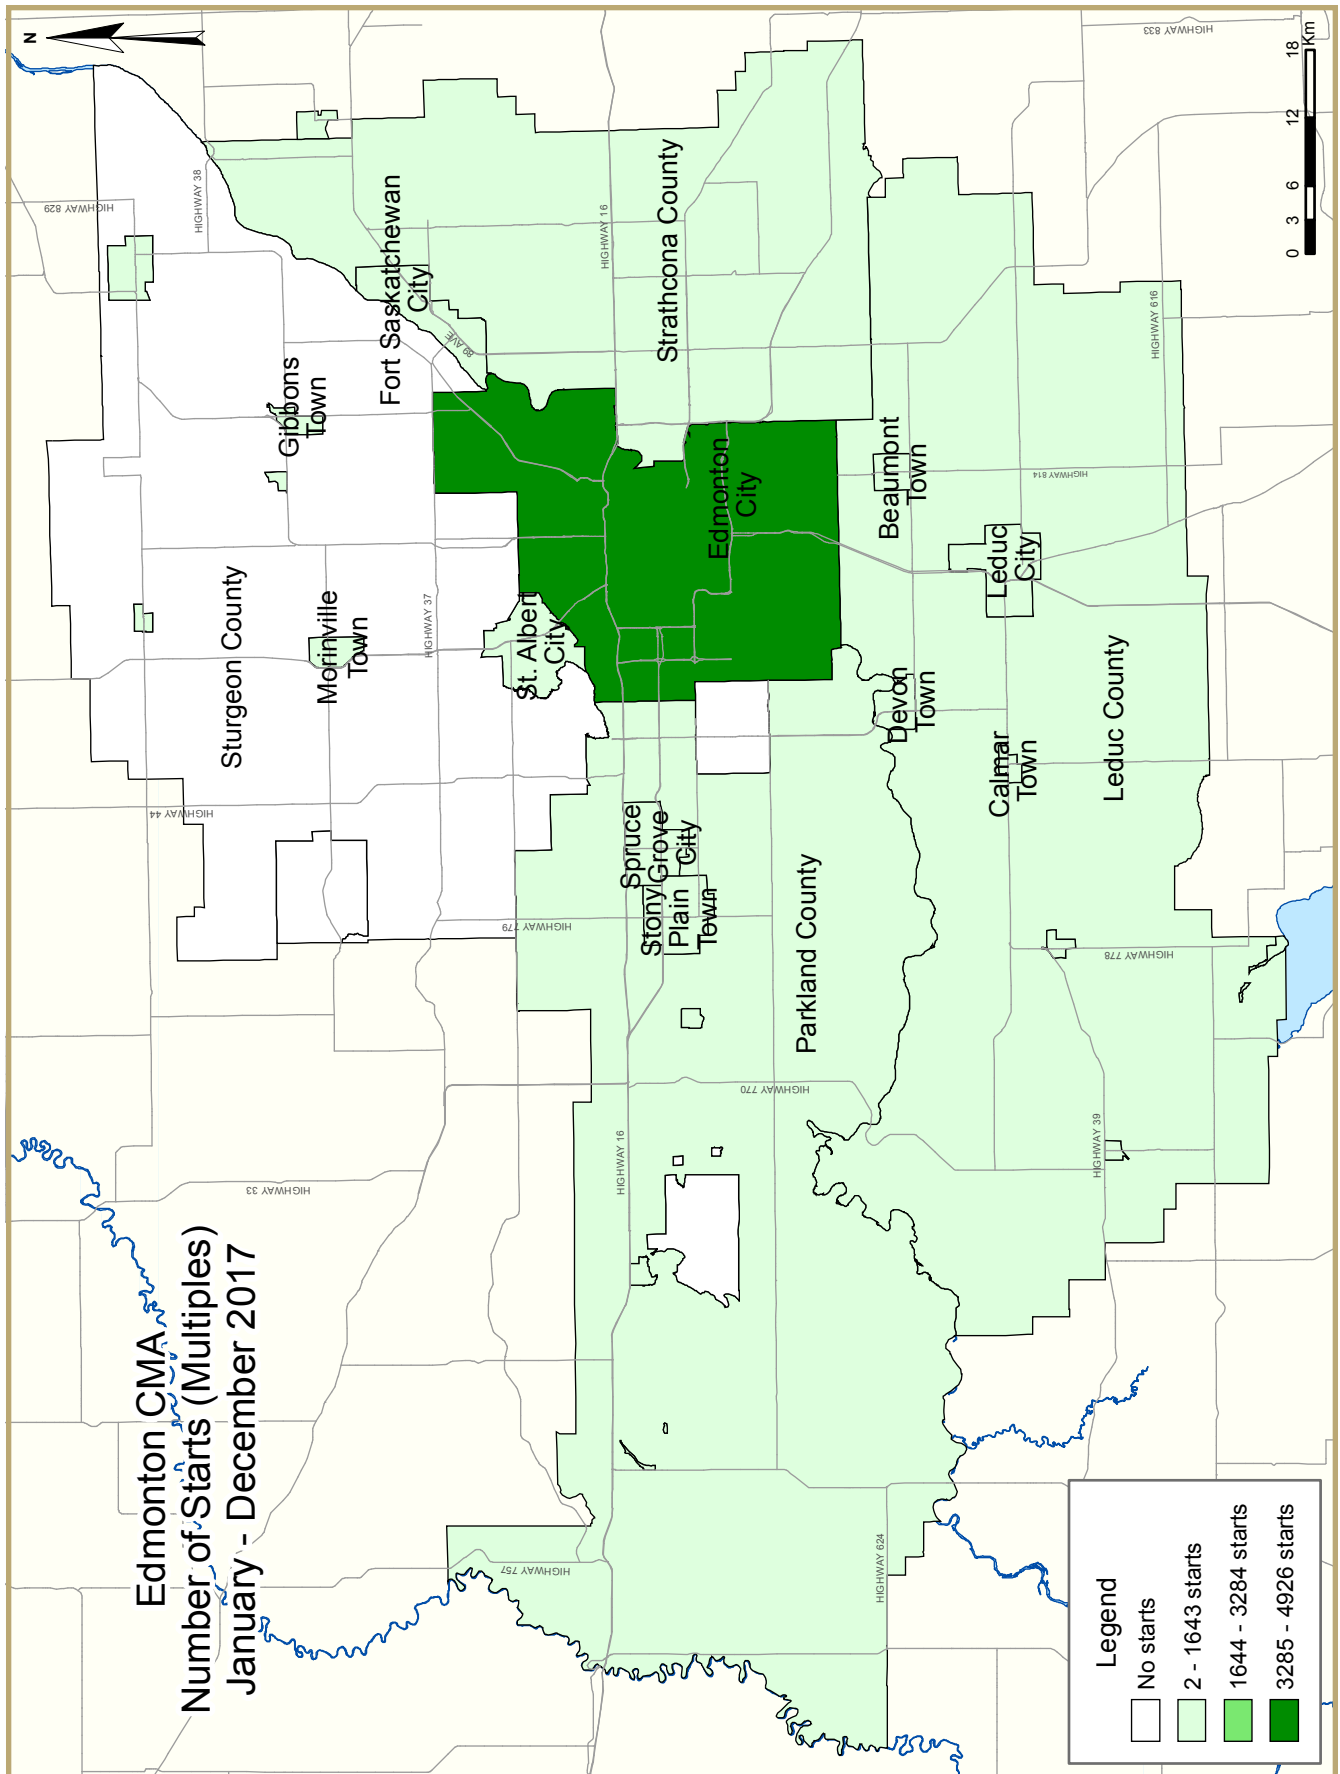 Edmonton CMA
Number of Starts (Multiples)
January - December 2017
N
HIGHWAY 829
HIGHWAY 38
HIGHWAY 833
HIGHWAY 44
HIGHWAY 37
HIGHWAY 33
HIGHWAY 779
HIGHWAY 16
HIGHWAY 16
89 AVE
HIGHWAY 757
HIGHWAY 770
HIGHWAY 624
HIGHWAY 39
HIGHWAY 778
HIGHWAY 814
HIGHWAY 616
Sturgeon County
Gibbons
Town
Morinville
Town
Fort Saskatchewan
City
St. Albert
City
Strathcona County
Edmonton
City
Spruce
Grove
City
Stony
Plain
Town
Parkland County
Beaumont
Town
Devon
Town
Leduc
City
Calmar
Town
Leduc County
Legend
No starts
2 - 1643 starts
1644 - 3284 starts
3285 - 4926 starts
0 3 6 12 18
Km